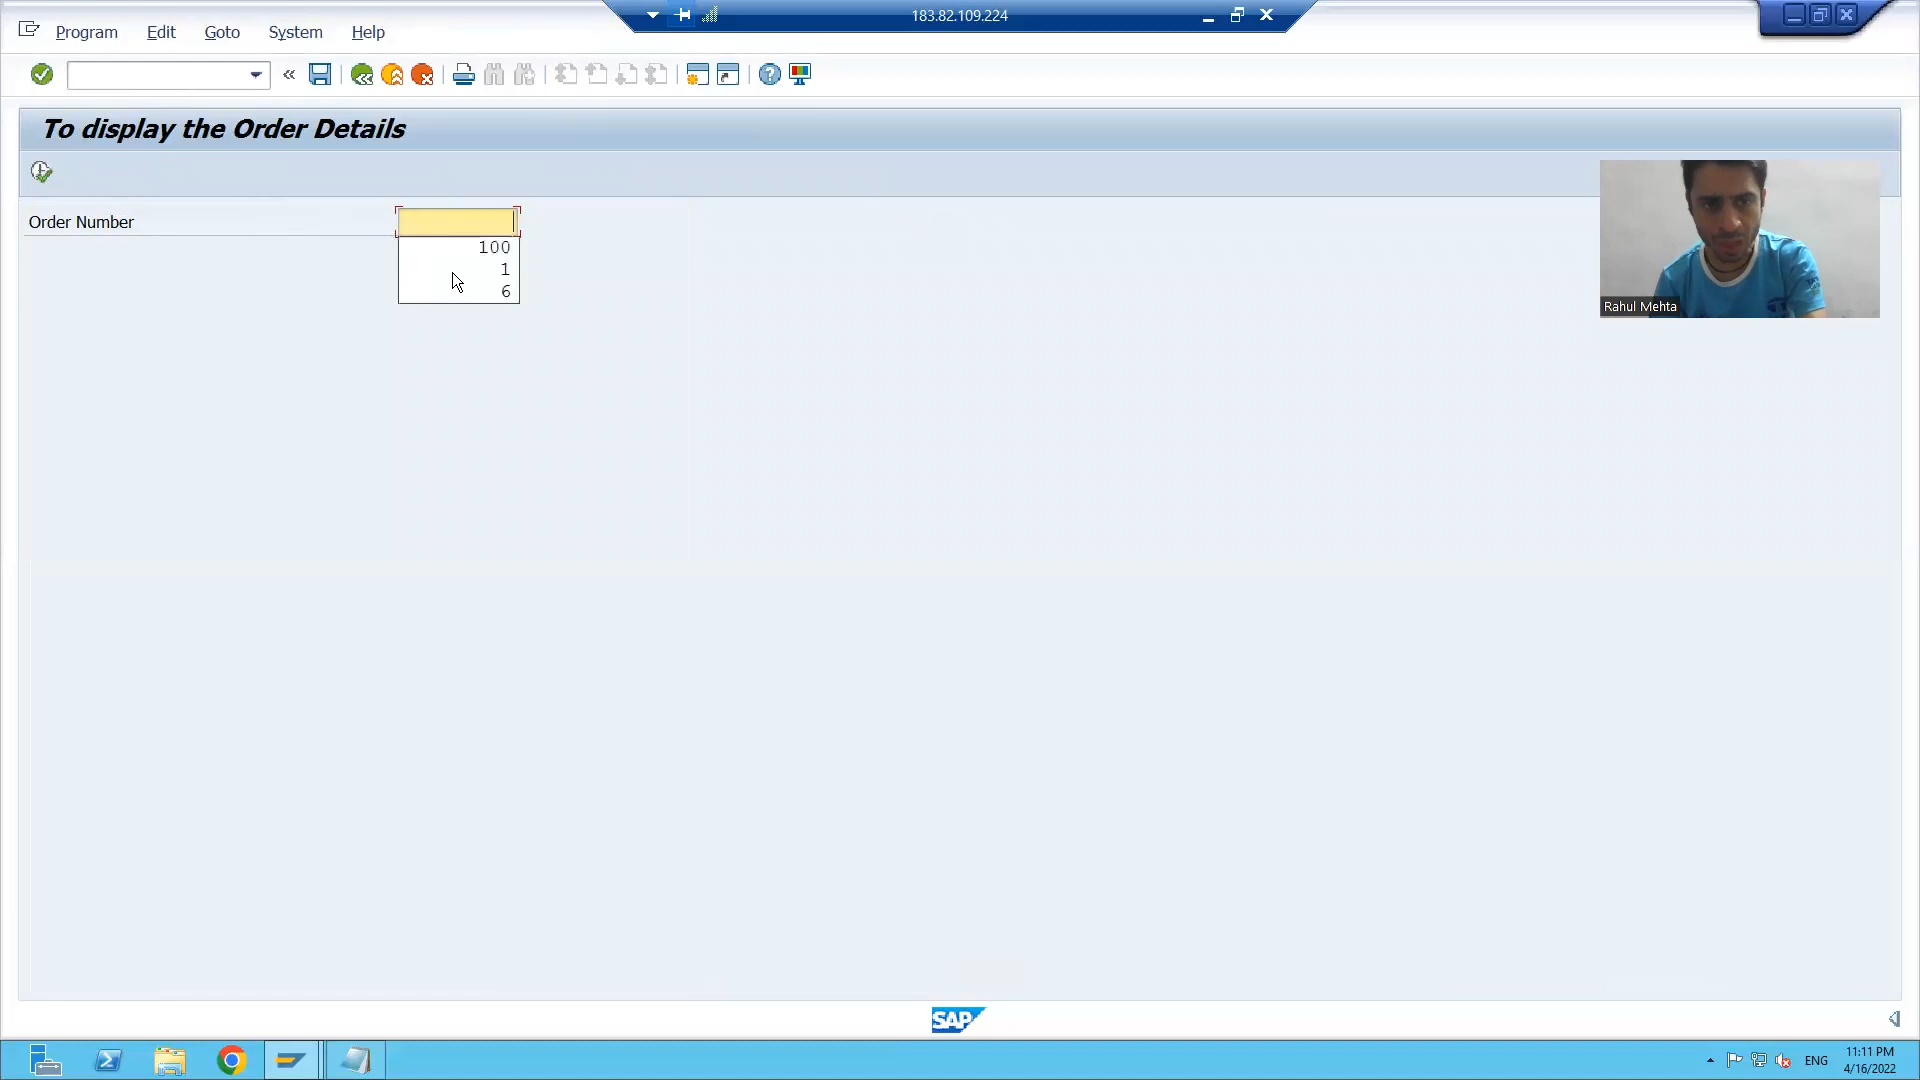 183.82.109.224
Program Edit Goto System Help
To display the Order Details
Order Number
100
1
6
Rahul Mehta
SAP
ENG
11:11 PM
4/16/2022